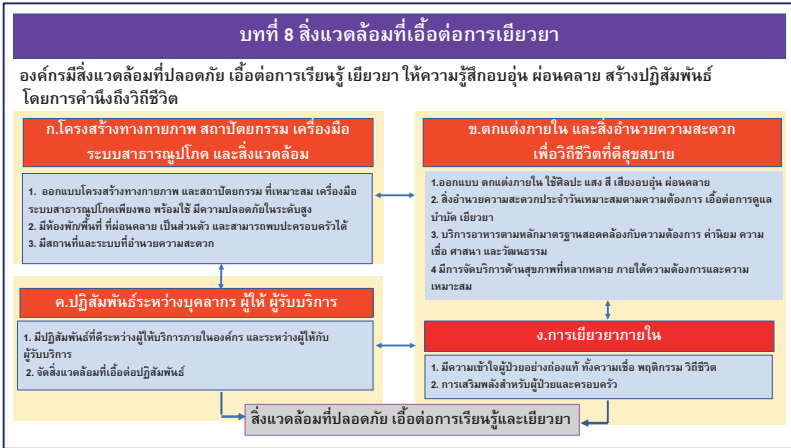 บทที่ 8 สิ่งแวดล้อมที่เอื้อต่อการเยียวยา
องค์กรมีสิ่งแวดล้อมที่ปลอดภัย เอื้อต่อการเรียนรู้ เยียวยา ให้ความรู้สึกอบอุ่น ผ่อนคลาย สร้างปฏิสัมพันธ์
โดยการคำนึงถึงวิถีชีวิต
ก.โครงสร้างทางกายภาพ สถาปัตยกรรม เครื่องมือ
ระบบสาธารณูปโภค และสิ่งแวดล้อม
1. ออกแบบโครงสร้างทางกายภาพ และสถาปัตยกรรม ที่เหมาะสม เครื่องมือ
ระบบสาธารณูปโภคเพียงพอ พร้อมใช้ มีความปลอดภัยในระดับสูง
2. มีห้องพัก/พื้นที่ ที่ผ่อนคลาย เป็นส่วนตัว และสามารถพบปะครอบครัวได้
3. มีสถานที่และระบบที่อำนวยความสะดวก
ข.ตกแต่งภายใน และสิ่งอำนวยความสะดวก
เพื่อวิถีชีวิตที่ดีสุขสบาย
1.ออกแบบ ตกแต่งภายใน ใช้ศิลปะ แสง สี เสียงอบอุ่น ผ่อนคลาย
2. สิ่งอำนวยความสะดวกประจำวันเหมาะสมตามความต้องการ เอื้อต่อการดูแล
บำบัด เยียวยา
3. บริการอาหารตามหลักมาตรฐานสอดคล้องกับความต้องการ ค่านิยม ความ
เชื่อ ศาสนา และวัฒนธรรม
4 มีการจัดบริการด้านสุขภาพที่หลากหลาย ภายใต้ความต้องการและความ
เหมาะสม
ค.ปฏิสัมพันธ์ระหว่างบุคลากร ผู้ให้ ผู้รับบริการ
1. มีปฏิสัมพันธ์ที่ดีระหว่างผู้ให้บริการภายในองค์กร และระหว่างผู้ให้กับ
ผู้รับบริการ
2. จัดสิ่งแวดล้อมที่เอื้อต่อปฏิสัมพันธ์
ง.การเยียวยาภายใน
1. มีความเข้าใจผู้ป่วยอย่างถ่องแท้ ทั้งความเชื่อ พฤติกรรม วิถีชีวิต
2. การเสริมพลังสำหรับผู้ป่วยและครอบครัว
สิ่งแวดล้อมที่ปลอดภัย เอื้อต่อการเรียนรู้และเยียวยา